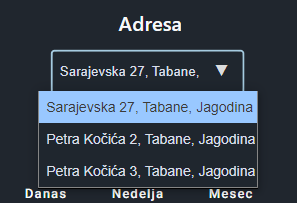 Adresa
Sarajevska 27, Tabane,
Sarajevska 27, Tabane, Jagodina
Petra Kočića 2, Tabane, Jagodina
Petra Kočića 3, Tabane, Jagodina
Danas Nedelja Mesec